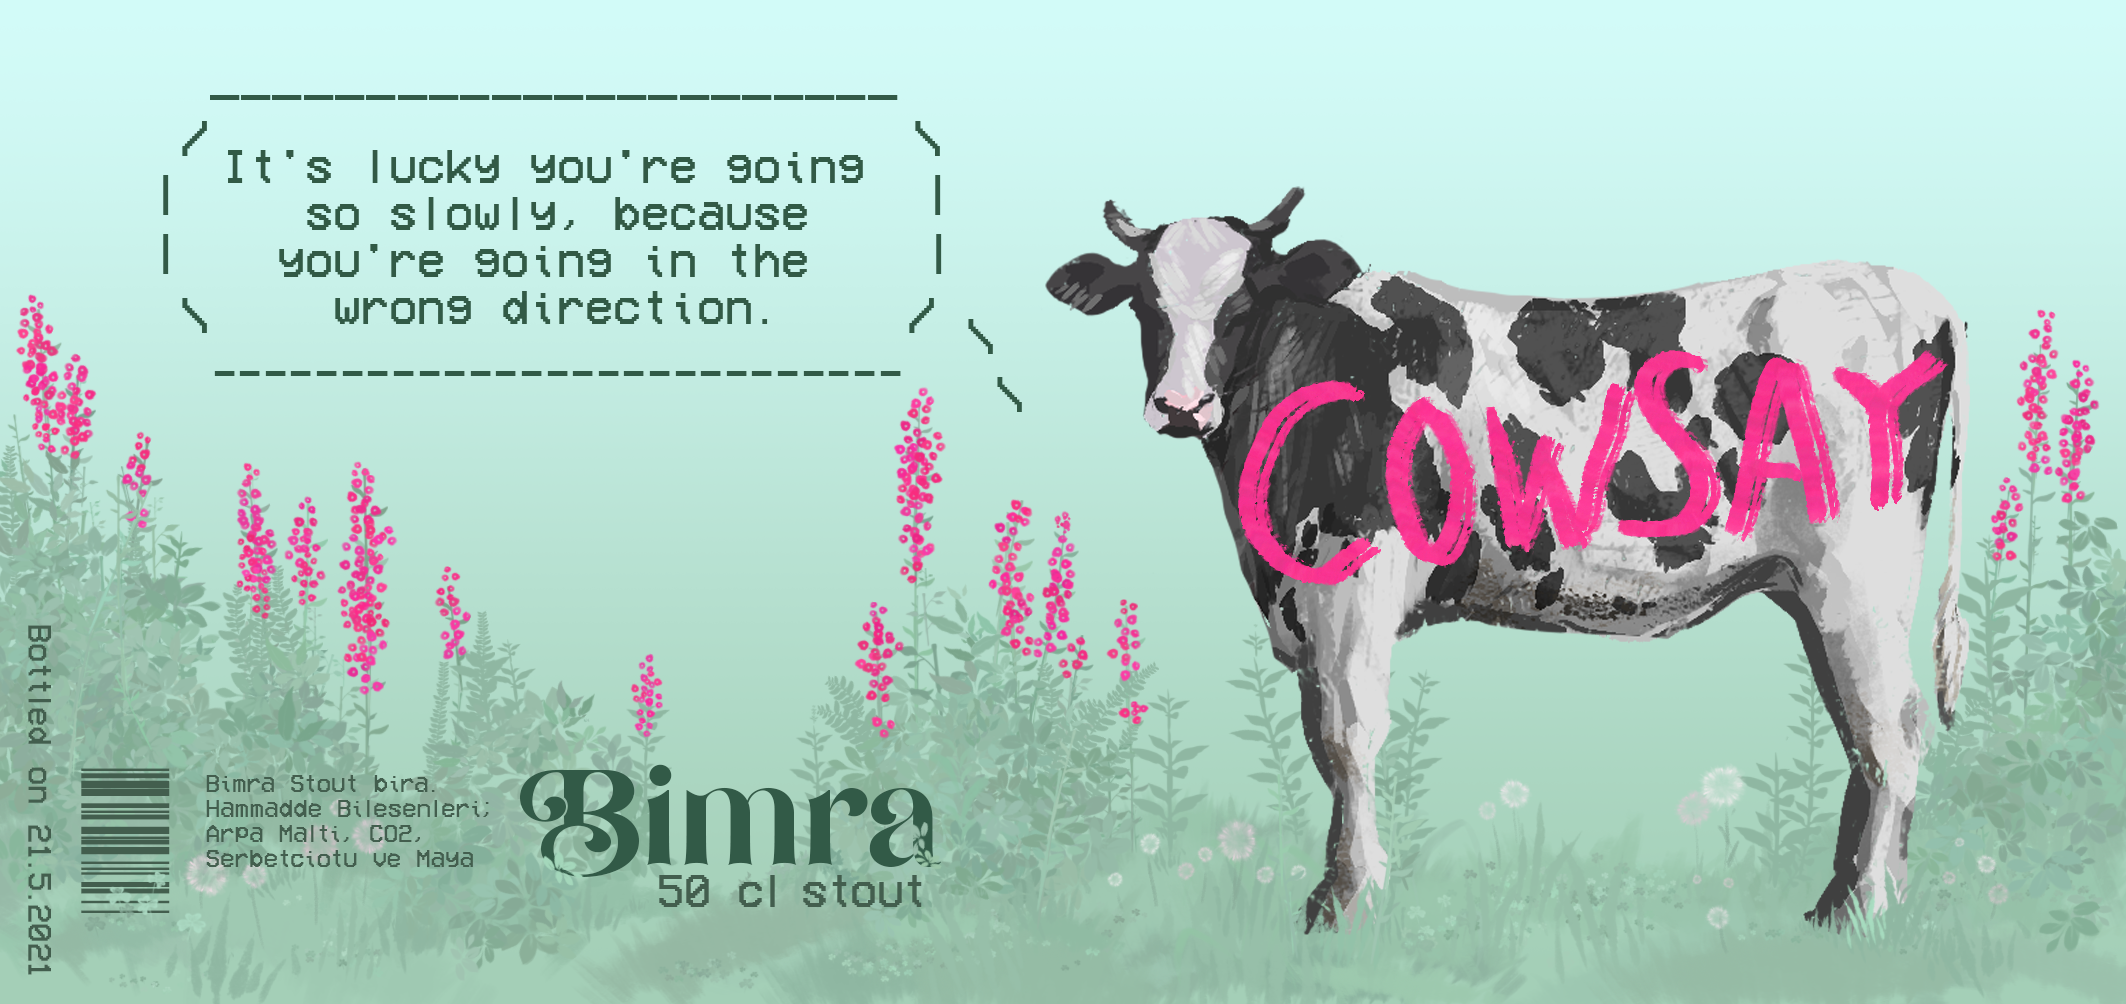 It's lucky you're going
so slowly, because
you're going in the
wrong direction.
COWSAY
Bottled on 21.5.2021
Bimra Stout bira.
Hammadde Bilesenleri;
Arpa Malti, CO2,
Serbetciotu ve Maya
Bimra
50 cl stout